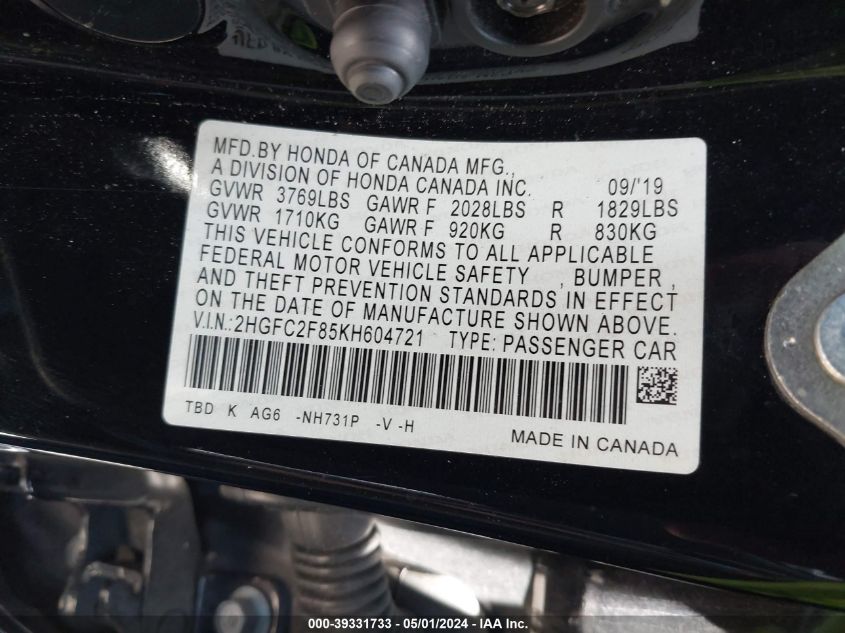 MFD.BY HONDA OF CANADA MFG.,
A DIVISION OF HONDA CANADA INC. 09/'19
GVWR 3769LBS GAWR F 2028LBS R 1829LBS
GVWR 1710KG GAWR F 920KG R 830KG
THIS VEHICLE CONFORMS TO ALL APPLICABLE
FEDERAL MOTOR VEHICLE SAFETY , BUMPER ,
AND THEFT PREVENTION STANDARDS IN EFFECT
ON THE DATE OF MANUFACTURE SHOWN ABOVE.
V.I.N.:2HGFC2F85KH604721 TYPE: PASSENGER CAR
TBD K AG6 -NH731P -V -H
MADE IN CANADA
000-39331733 - 05/01/2024 - IAA Inc.